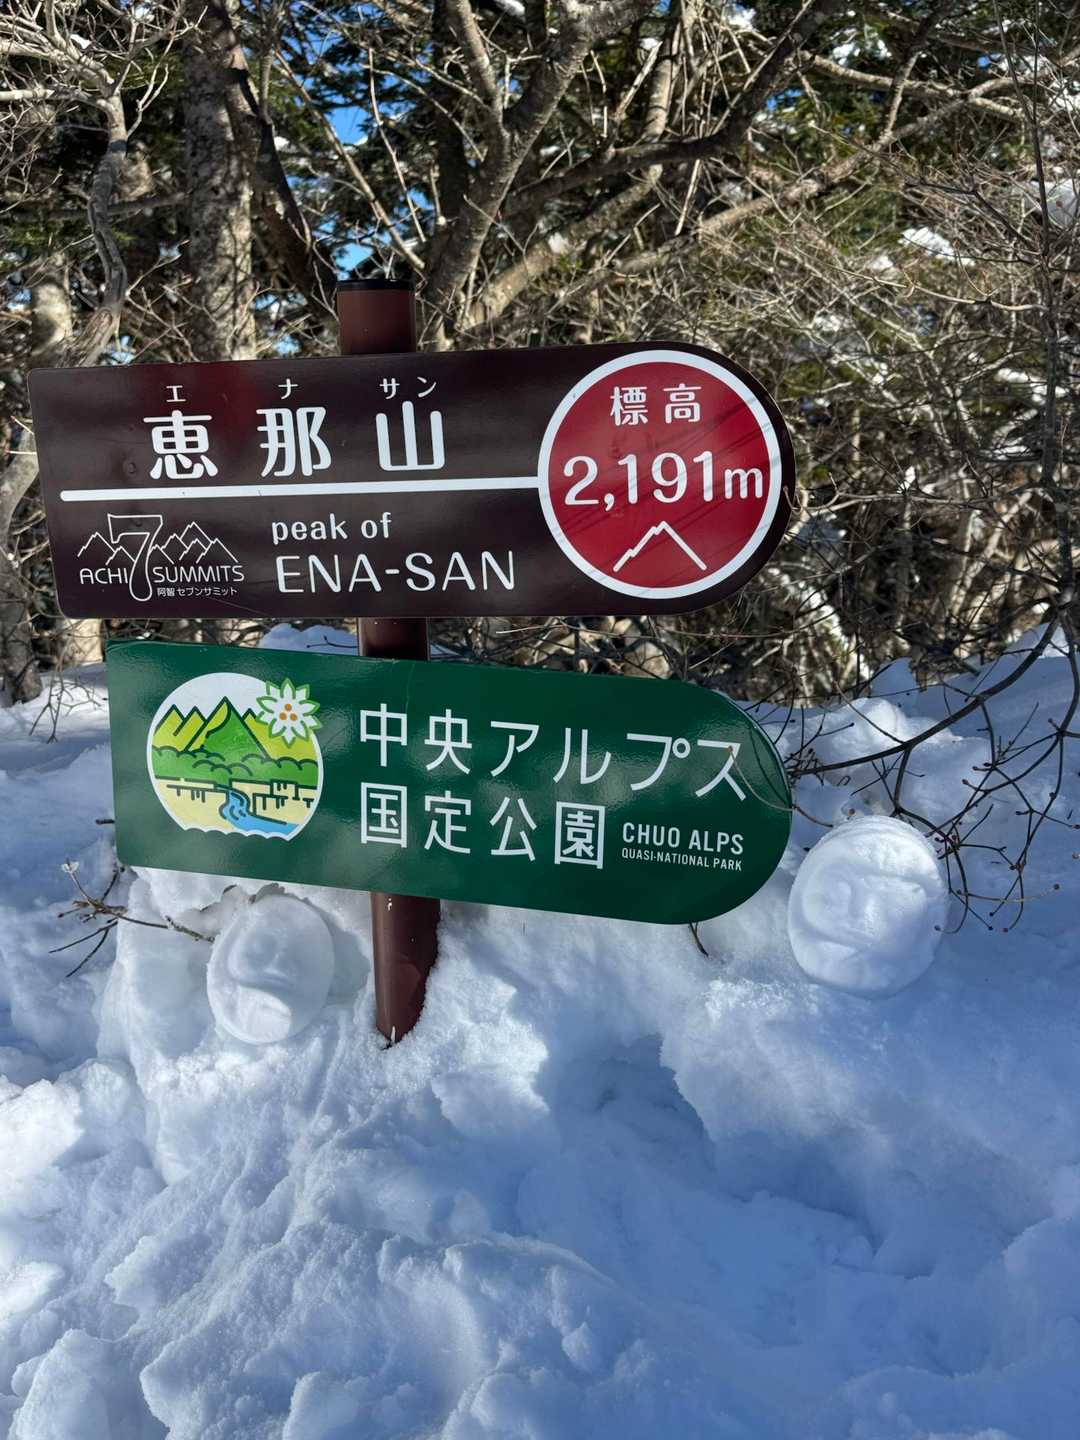 エ ナ サン
恵那山
標高
2,191m
peak of
ENA-SAN
ACHI 7 SUMMITS
阿智 セブンサミット
中央アルプス
国定公園
CHUO ALPS
QUASI-NATIONAL PARK